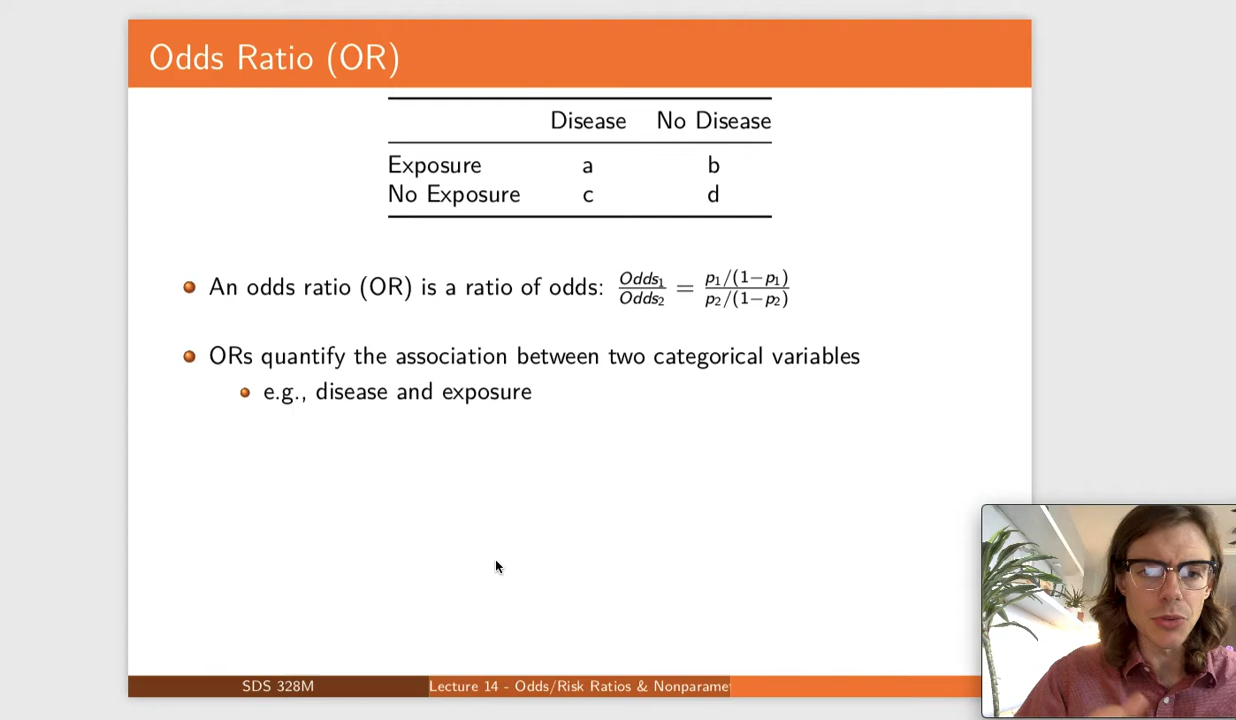 Odds Ratio (OR)
Disease No Disease
Exposure a b
No Exposure c d
An odds ratio (OR) is a ratio of odds: Odds₁/Odds₂ = p₁/(1−p₁) / p₂/(1−p₂)
ORs quantify the association between two categorical variables
e.g., disease and exposure
SDS 328M Lecture 14 - Odds/Risk Ratios & Nonparame